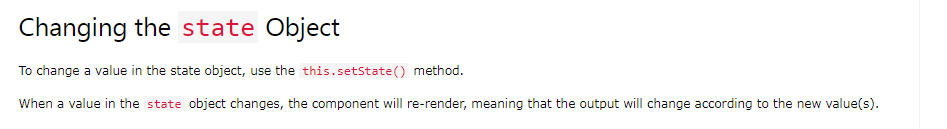 Changing the state Object
To change a value in the state object, use the this.setState() method.
When a value in the state object changes, the component will re-render, meaning that the output will change according to the new value(s).